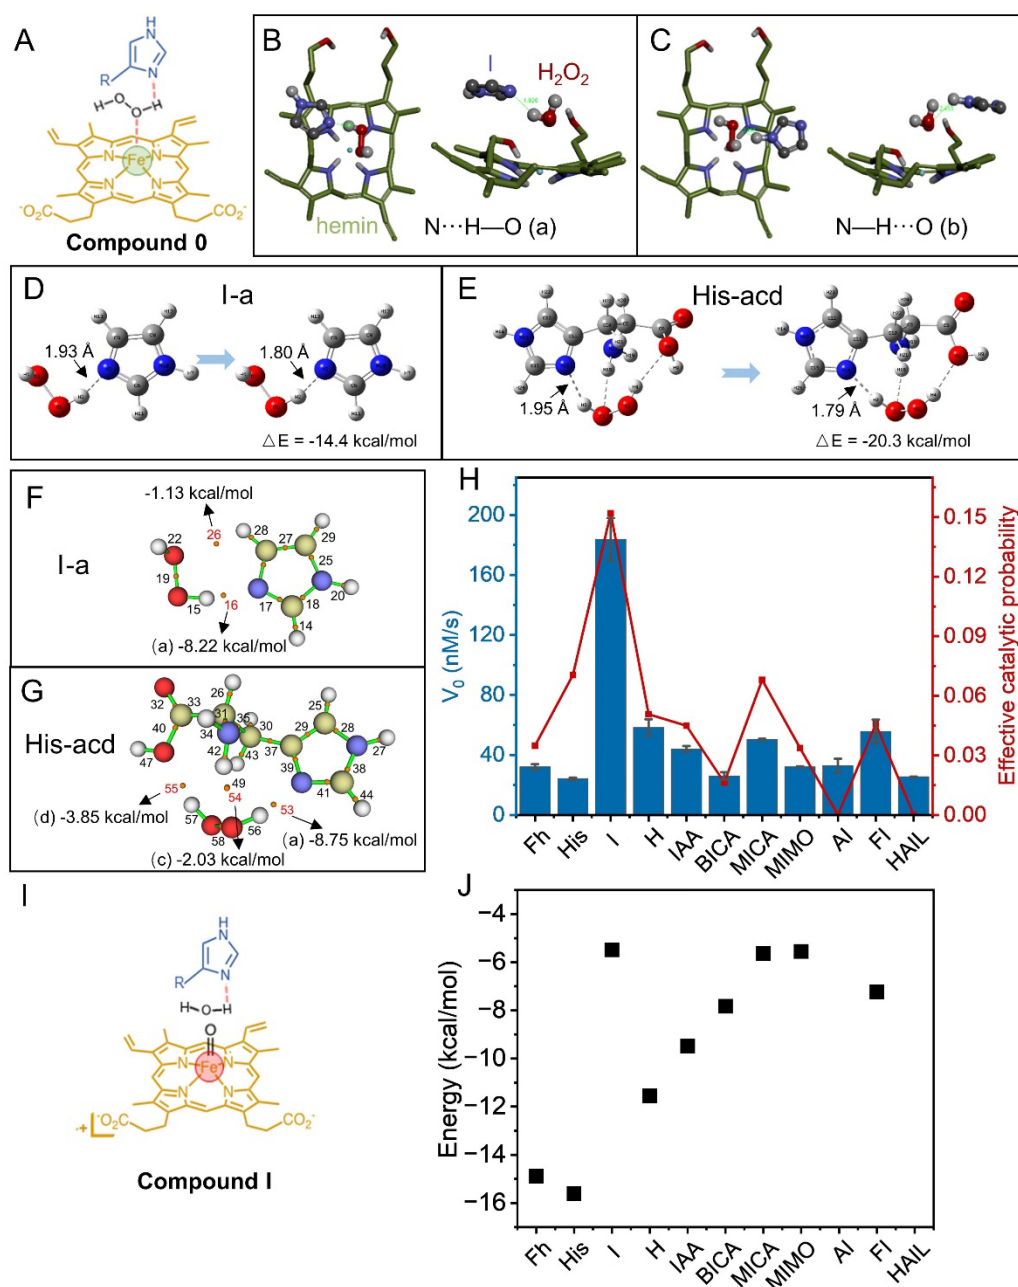 A
H
N
N
R
H
O
O
H
N
N
Fe
N
N
-O2C
CO2-
Compound 0
B
I
H2O2
1.826
hemin
N···H—O (a)
C
N—H···O (b)
D
I-a
1.93 Å
1.80 Å
△E = -14.4 kcal/mol
E
His-acd
1.95 Å
1.79 Å
△E = -20.3 kcal/mol
F
-1.13 kcal/mol
I-a
22
26
28
27
29
19
25
15
16
17
18
20
14
(a) -8.22 kcal/mol
G
His-acd
26
32
33
31
35
30
25
40
34
29
28
37
27
47
42
43
39
38
49
41
44
55
54
53
57
56
58
(d) -3.85 kcal/mol
(a) -8.75 kcal/mol
(c) -2.03 kcal/mol
H
V0 (nM/s)
200
160
120
80
60
40
0
0.15
0.12
0.09
0.06
0.03
0.00
Effective catalytic probability
Fh
His
I
H
IAA
BICA
MICA
MIMO
AI
FI
HAIL
I
H
N
N
R
H
O
H
O
N
N
Fe
N
N
·+
-O2C
CO2-
Compound I
J
Energy (kcal/mol)
−4
−6
−8
−10
−12
−14
−16
Fh
His
I
H
IAA
BICA
MICA
MIMO
AI
FI
HAIL